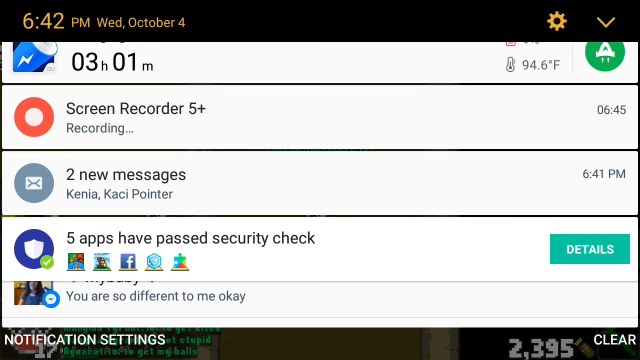 6:42 PM Wed, October 4
03 h 01 m
94.6°F
Screen Recorder 5+
06:45
Recording…
2 new messages
6:41 PM
Kenia, Kaci Pointer
5 apps have passed security check
DETAILS
You are so different to me okay
NOTIFICATION SETTINGS
CLEAR
2,395